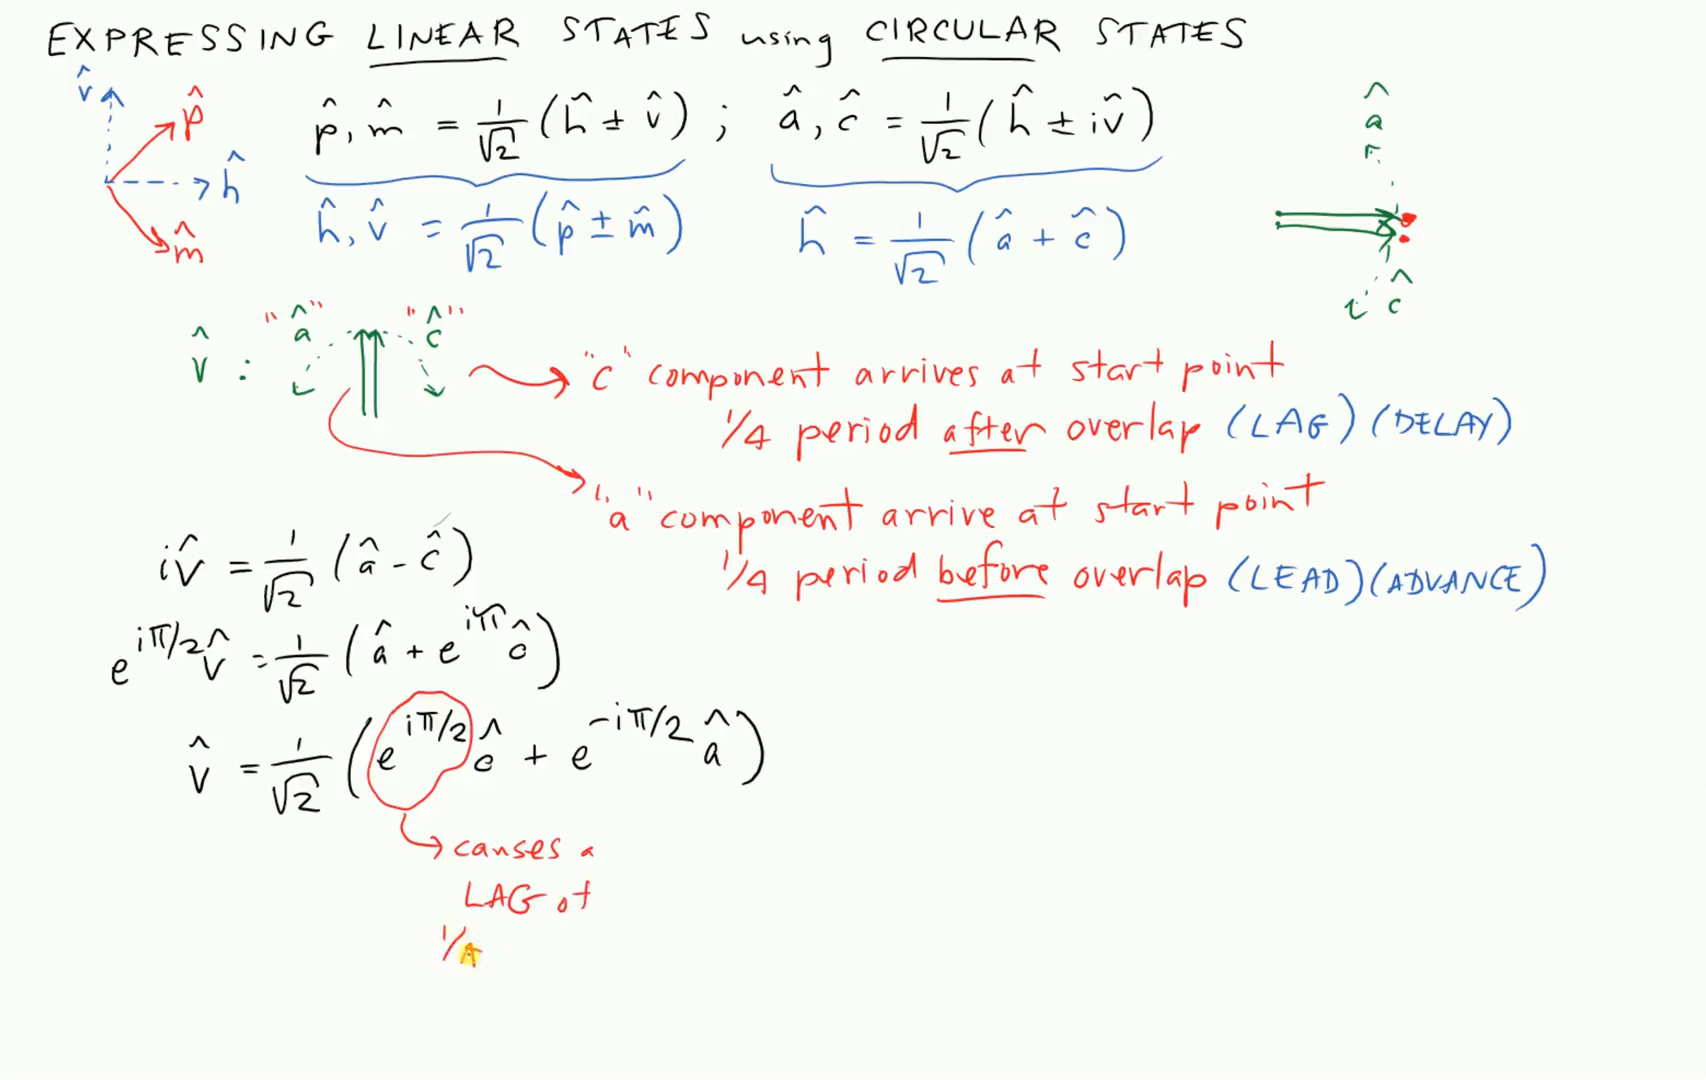 EXPRESSING LINEAR STATES using CIRCULAR STATES
v̂
p̂
ĥ
m̂
p̂, m̂ = 1/√2 (ĥ ± v̂) ; â, ĉ = 1/√2 (ĥ ± iv̂)
ĥ, v̂ = 1/√2 (p̂ ± m̂)
ĥ = 1/√2 (â + ĉ)
â
ĉ
v̂ : "â" "ĉ"
"c" component arrives at start point
1/4 period after overlap (LAG) (DELAY)
"a" component arrive at start point
1/4 period before overlap (LEAD) (ADVANCE)
iv̂ = 1/√2 (â - ĉ)
e^{iπ/2} v̂ = 1/√2 (â + e^{iπ} ĉ)
v̂ = 1/√2 (e^{iπ/2} ĉ + e^{-iπ/2} â)
causes a
LAG of
1/4